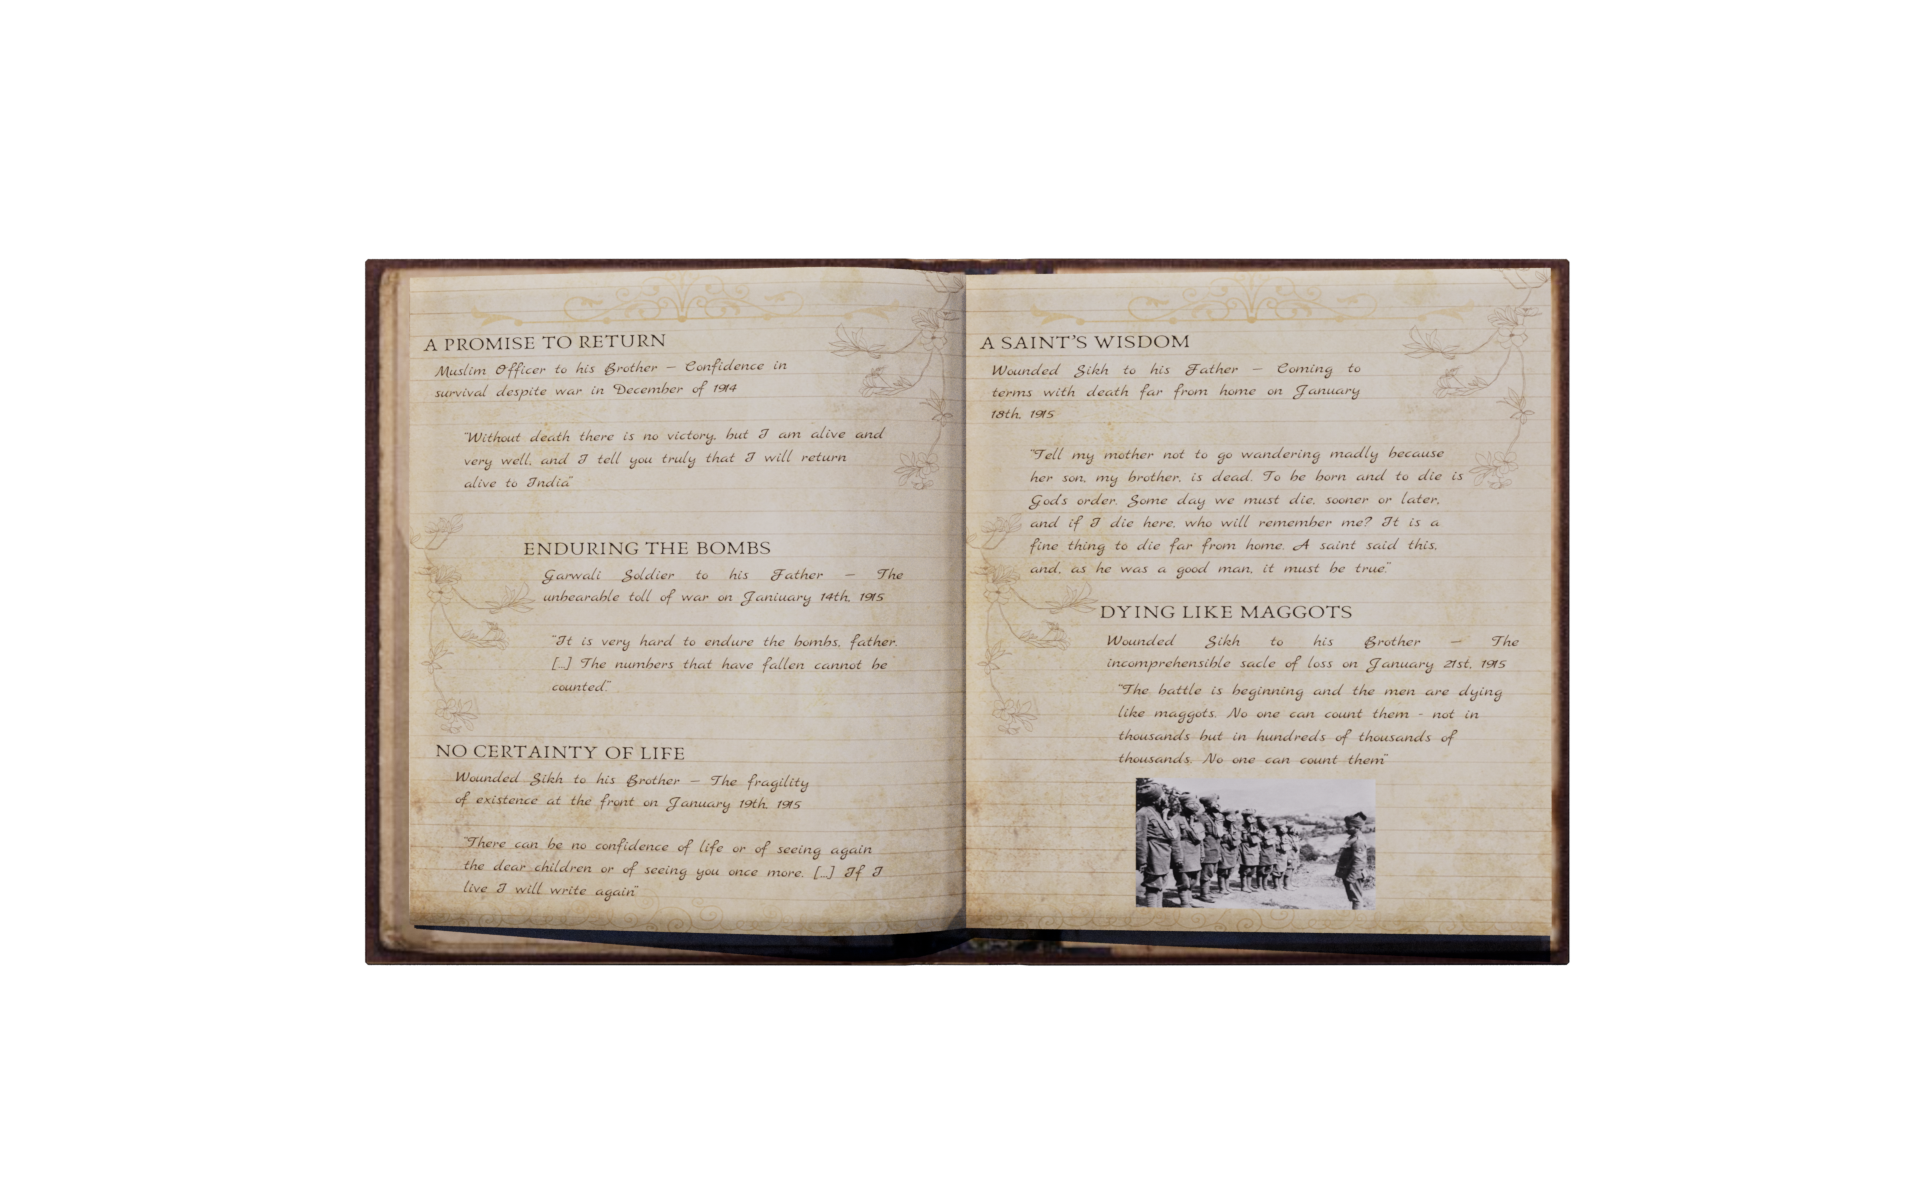 A PROMISE TO RETURN
Muslim Officer to his Brother – Confidence in
survival despite war in December of 1914
"Without death there is no victory, but I am alive and
very well, and I tell you truly that I will return
alive to India"
ENDURING THE BOMBS
Garwali Soldier to his Father – The
unbearable toll of war on Janiuary 14th, 1915
"It is very hard to endure the bombs, father.
[...] The numbers that have fallen cannot be
counted."
NO CERTAINTY OF LIFE
Wounded Sikh to his Brother – The fragility
of existence at the front on January 19th, 1915
"There can be no confidence of life or of seeing again
the dear children or of seeing you once more. [...] If I
live I will write again"
A SAINT'S WISDOM
Wounded Sikh to his Father – Coming to
terms with death far from home on January
18th, 1915
"Tell my mother not to go wandering madly because
her son, my brother, is dead. To be born and to die is
God's order. Some day we must die, sooner or later,
and if I die here, who will remember me? It is a
fine thing to die far from home. A saint said this,
and, as he was a good man, it must be true."
DYING LIKE MAGGOTS
Wounded Sikh to his Brother – The
incomprehensible sacle of loss on January 21st, 1915
"The battle is beginning and the men are dying
like maggots. No one can count them - not in
thousands but in hundreds of thousands of
thousands. No one can count them"